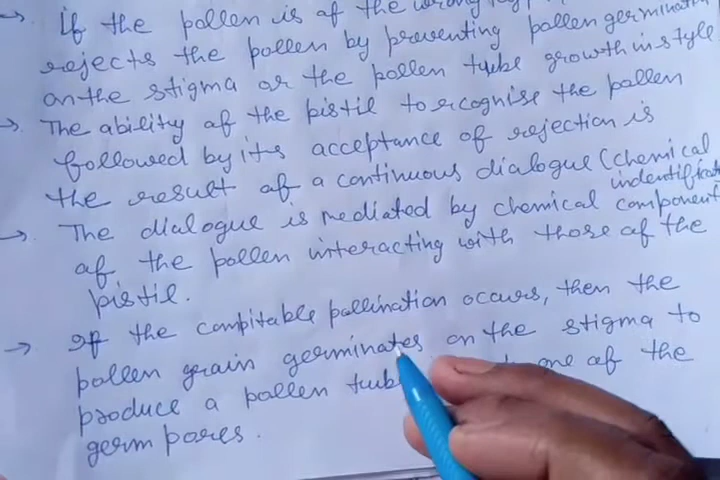 → If the pollen is of the wrong
rejects the pollen by preventing pollen germination
on the stigma or the pollen tube growth in style
→ The ability of the pistil to recognise the pollen
followed by its acceptance of rejection is
the result of a continuous dialogue (chemical
indentificat
→ The dialogue is mediated by chemical component
of the pollen interacting with those of the
pistil.
→ If the compitable pollination occurs, then the
pollen grain germinates on the stigma to
produce a pollen tub one of the
germ pores.